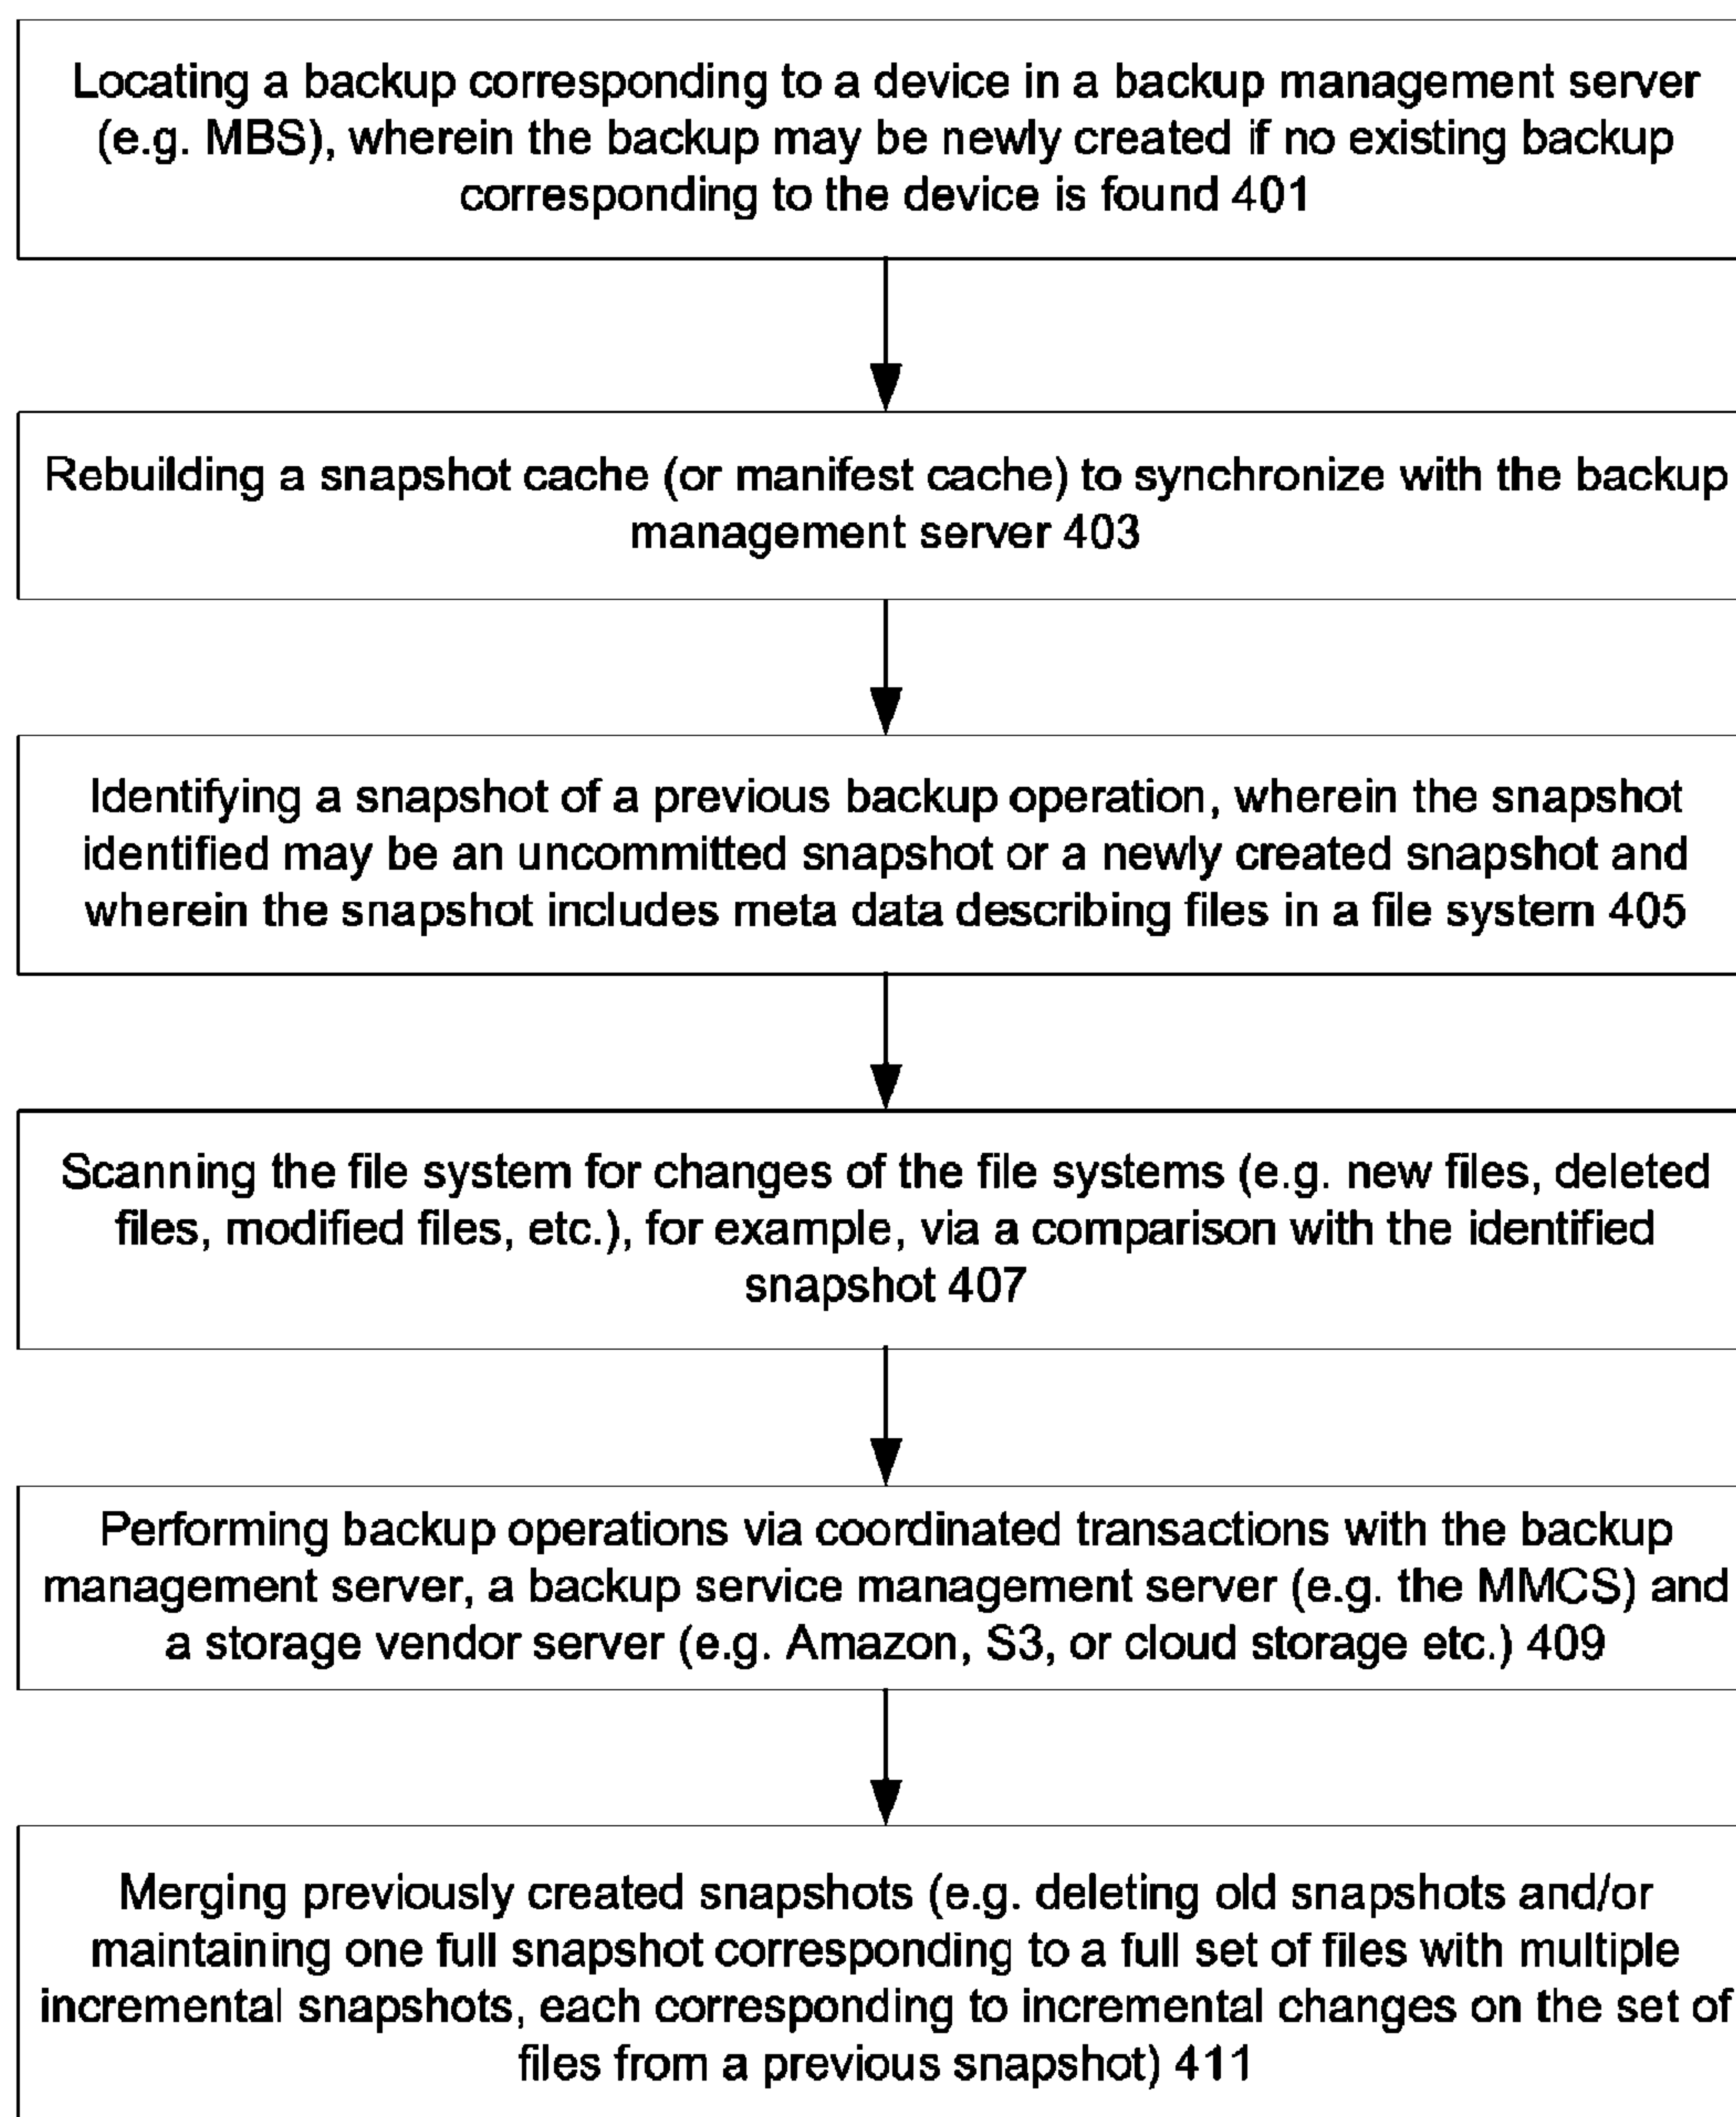 Locating a backup corresponding to a device in a backup management server
(e.g. MBS), wherein the backup may be newly created if no existing backup
corresponding to the device is found 401
Rebuilding a snapshot cache (or manifest cache) to synchronize with the backup
management server 403
Identifying a snapshot of a previous backup operation, wherein the snapshot
identified may be an uncommitted snapshot or a newly created snapshot and
wherein the snapshot includes meta data describing files in a file system 405
Scanning the file system for changes of the file systems (e.g. new files, deleted
files, modified files, etc.), for example, via a comparison with the identified
snapshot 407
Performing backup operations via coordinated transactions with the backup
management server, a backup service management server (e.g. the MMCS) and
a storage vendor server (e.g. Amazon, S3, or cloud storage etc.) 409
Merging previously created snapshots (e.g. deleting old snapshots and/or
maintaining one full snapshot corresponding to a full set of files with multiple
incremental snapshots, each corresponding to incremental changes on the set of
files from a previous snapshot) 411